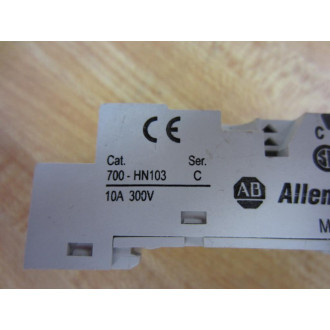 CE
Cat. Ser.
700 - HN103 C
10A 300V
AB Allen
C
M